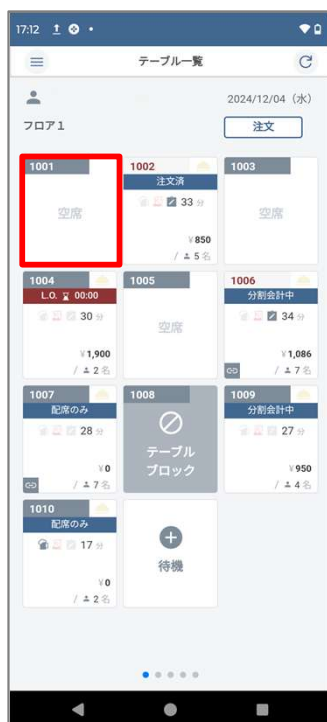 17:12
テーブル一覧
2024/12/04（水）
フロア１
注文
1001
空席
1002
注文済
33 分
¥850
/ 5 名
1003
空席
1004
L.O. 00:00
30 分
¥1,900
/ 2 名
1005
空席
1006
分割会計中
34 分
¥1,086
/ 7 名
1007
配席のみ
28 分
¥0
/ 7 名
1008
テーブル
ブロック
1009
分割会計中
27 分
¥950
/ 4 名
1010
配席のみ
17 分
¥0
/ 2 名
待機